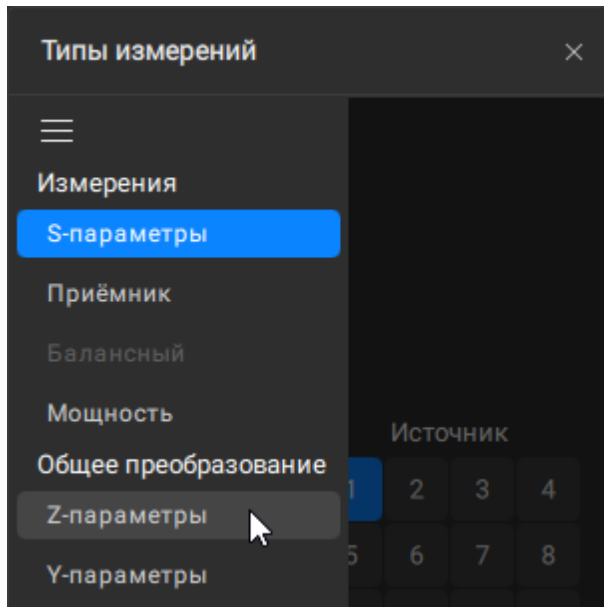 Типы измерений
Измерения
S-параметры
Приёмник
Балансный
Мощность
Источник
Общее преобразование
1 2 3 4
Z-параметры
5 6 7 8
Y-параметры